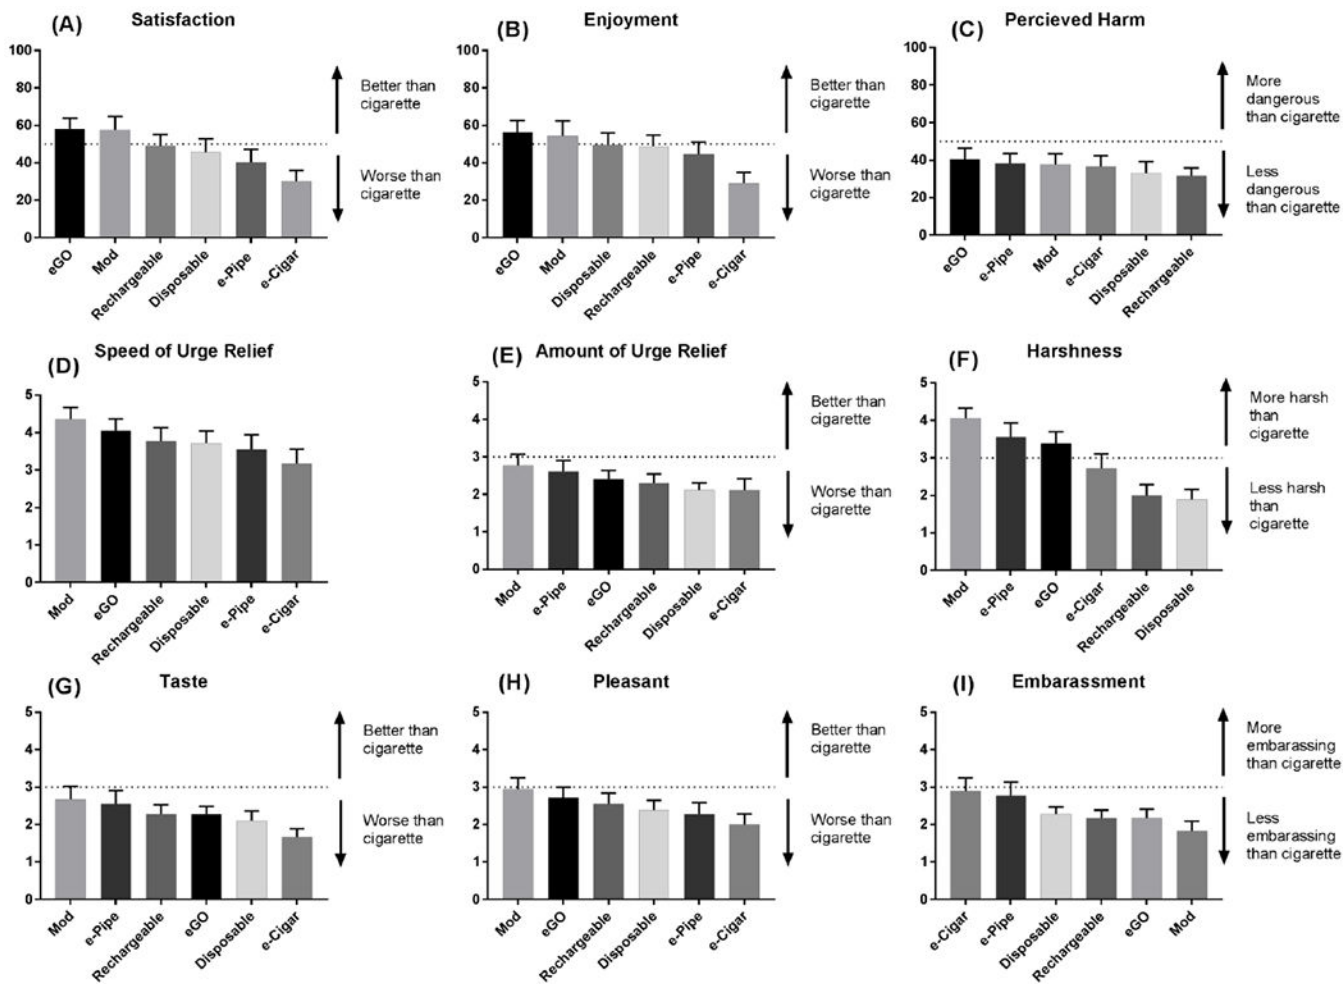 (A) Satisfaction
100
80
60
40
20
0
Better than
cigarette
Worse than
cigarette
eGO
Mod
Rechargeable
Disposable
e-Pipe
e-Cigar
(B) Enjoyment
100
80
60
40
20
0
Better than
cigarette
Worse than
cigarette
eGO
Mod
Disposable
Rechargeable
e-Pipe
e-Cigar
(C) Percieved Harm
100
80
60
40
20
0
More
dangerous
than cigarette
Less
dangerous
than cigarette
eGO
e-Pipe
Mod
e-Cigar
Disposable
Rechargeable
(D) Speed of Urge Relief
5
4
3
2
1
0
Mod
eGO
Rechargeable
Disposable
e-Pipe
e-Cigar
(E) Amount of Urge Relief
5
4
3
2
1
0
Better than
cigarette
Worse than
cigarette
Mod
e-Pipe
eGO
Rechargeable
Disposable
e-Cigar
(F) Harshness
5
4
3
2
1
0
More harsh
than
cigarette
Less harsh
than
cigarette
Mod
e-Pipe
eGO
e-Cigar
Rechargeable
Disposable
(G) Taste
5
4
3
2
1
0
Better than
cigarette
Worse than
cigarette
Mod
e-Pipe
Rechargeable
eGO
Disposable
e-Cigar
(H) Pleasant
5
4
3
2
1
0
Better than
cigarette
Worse than
cigarette
Mod
eGO
Rechargeable
Disposable
e-Pipe
e-Cigar
(I) Embarassment
5
4
3
2
1
0
More
embarassing
than cigarette
Less
embarassing
than cigarette
e-Cigar
e-Pipe
Disposable
Rechargeable
eGO
Mod